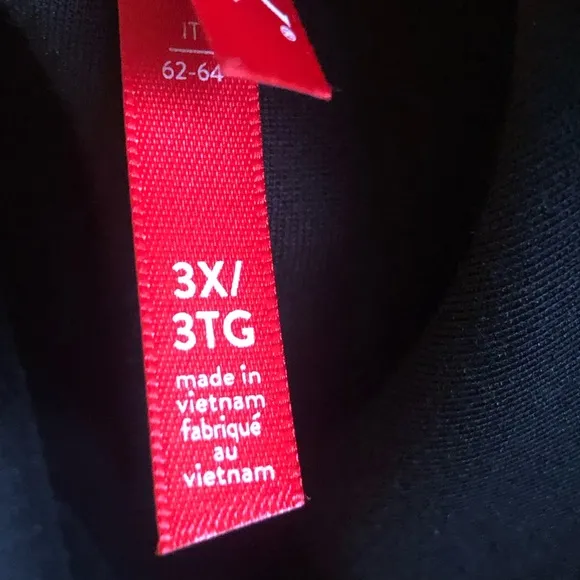 IT
62-64
3X/
3TG
made in
vietnam
fabriqué
au
vietnam